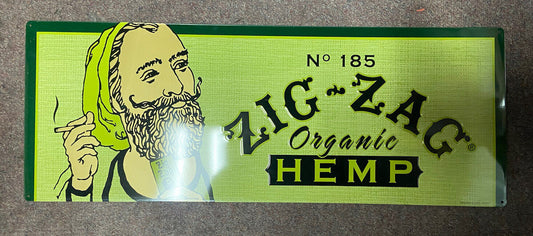 Nº 185
ZIG-ZAG®
Organic
HEMP